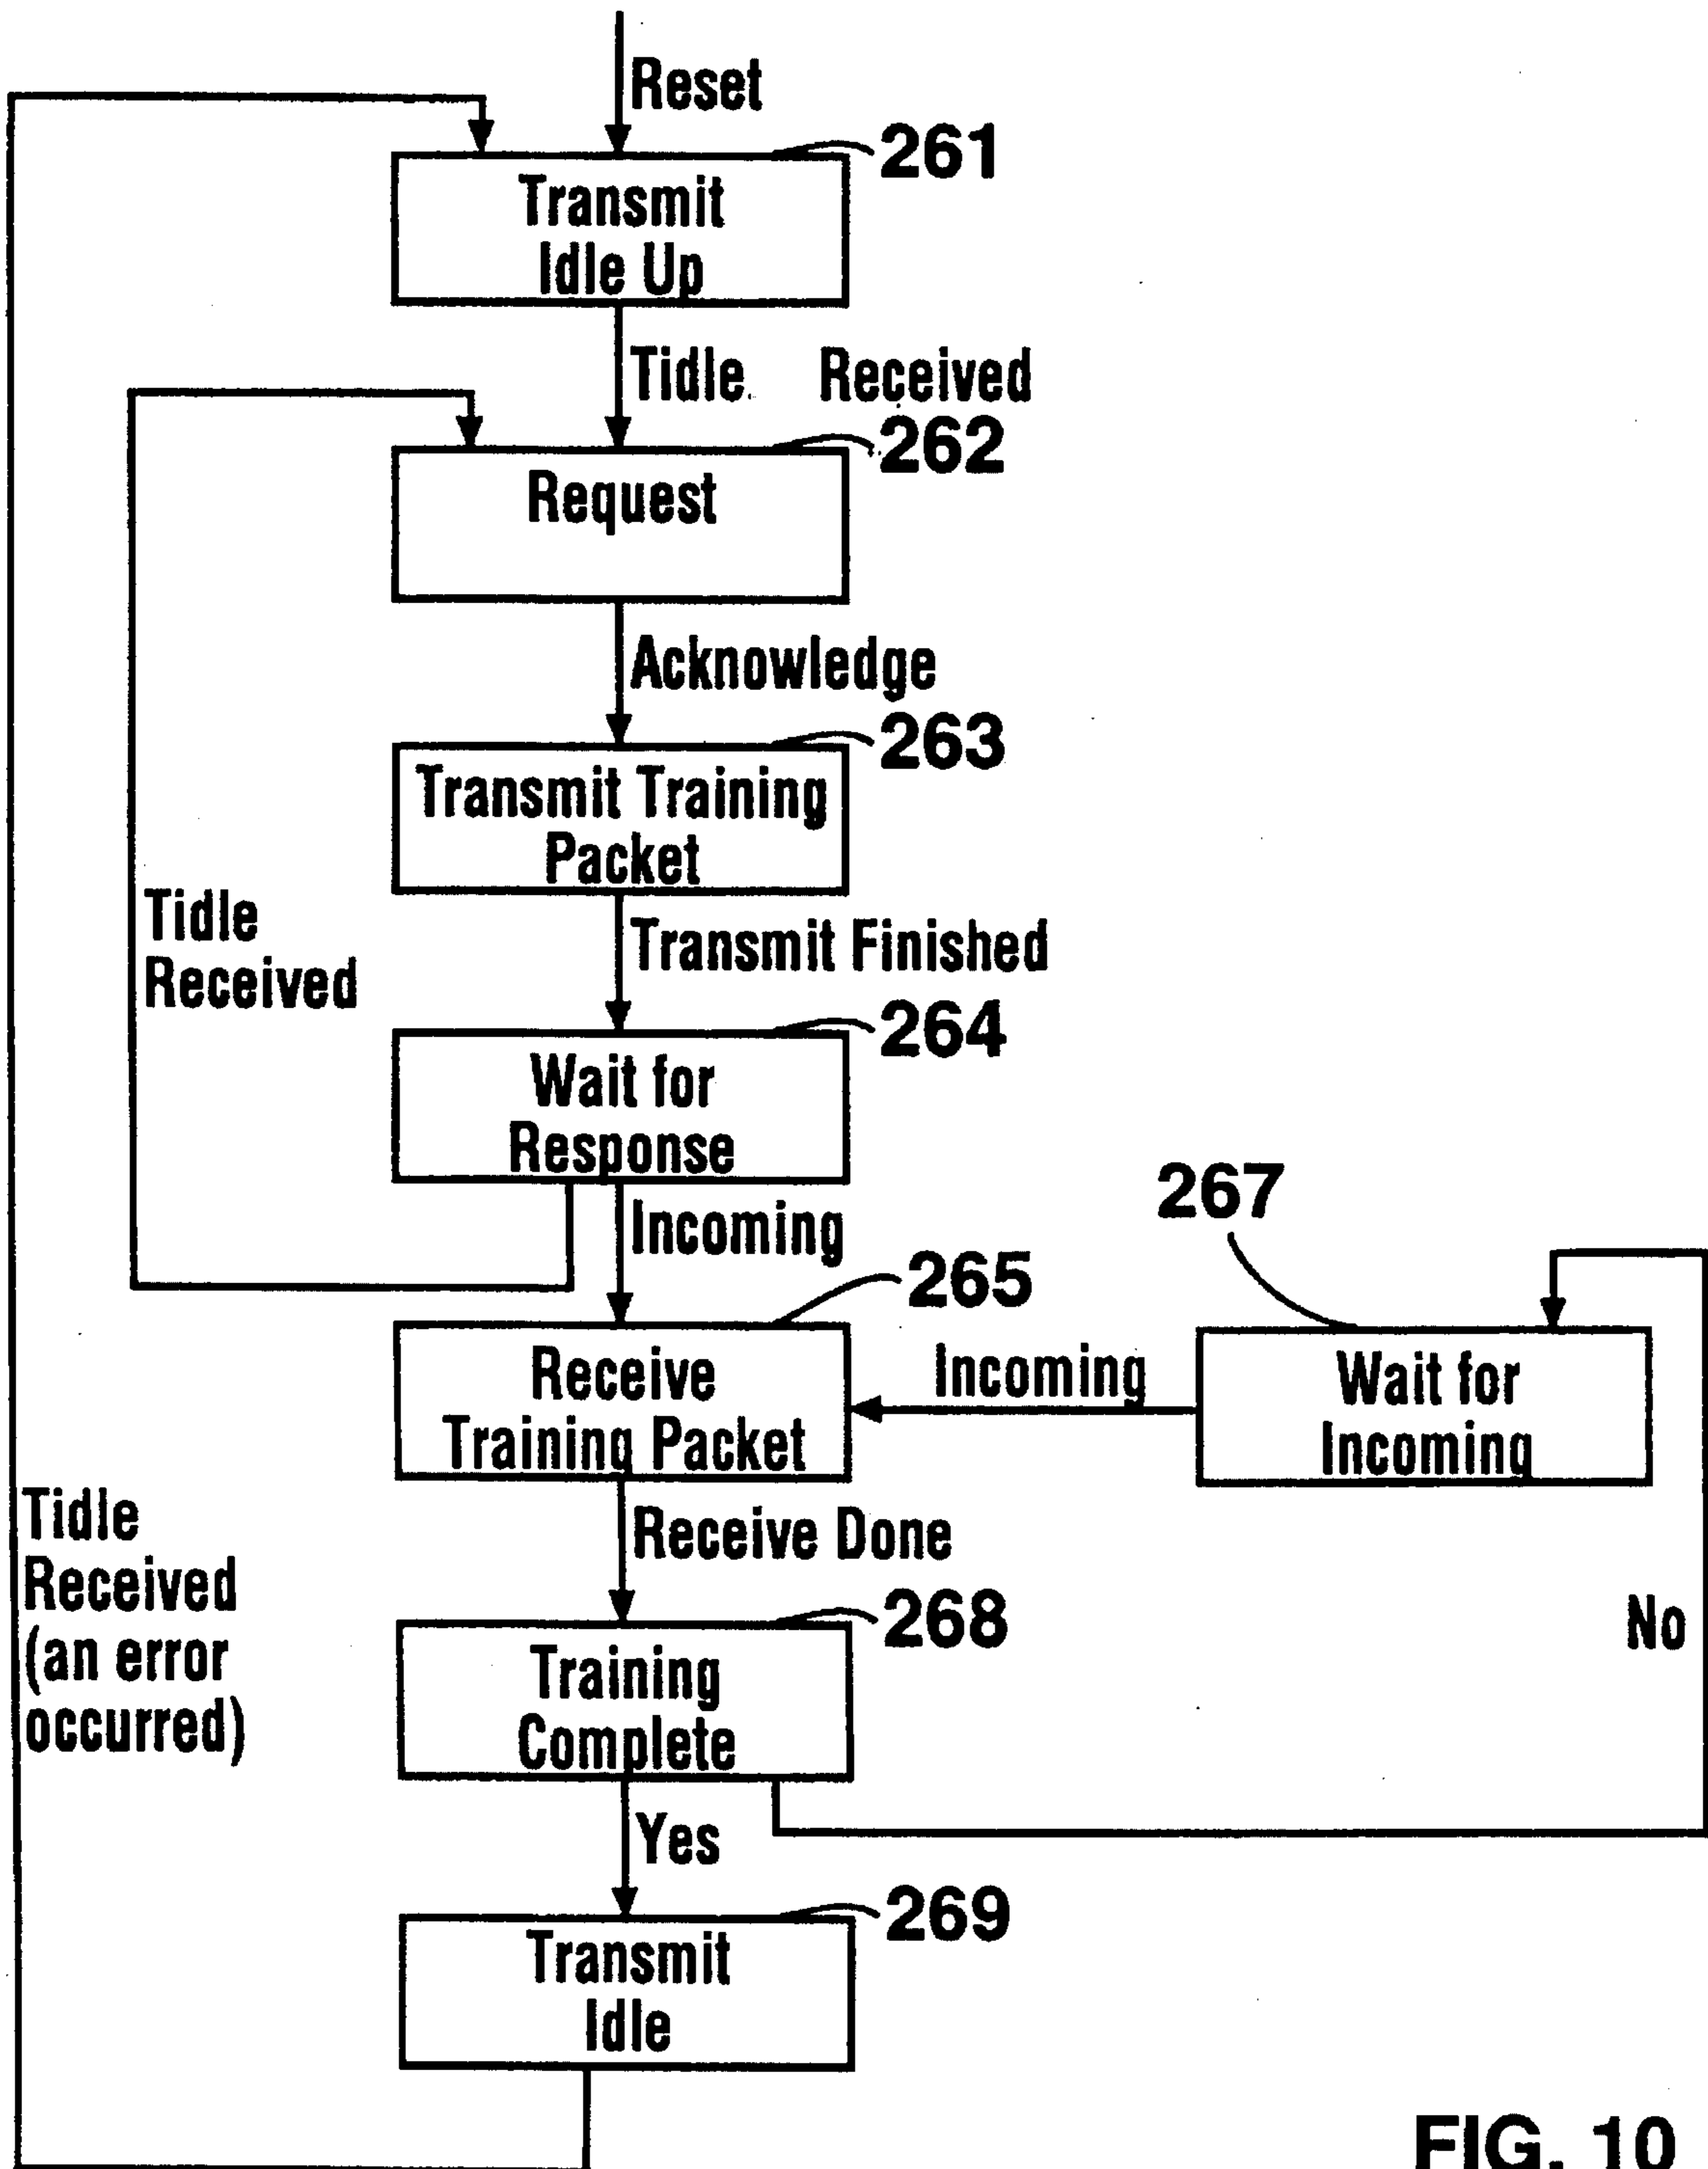 Reset
261
Transmit
Idle Up
Tidle Received
262
Request
Acknowledge
263
Transmit Training
Packet
Tidle
Received
Transmit Finished
264
Wait for
Response
Incoming
267
265
Receive
Training Packet
Incoming
Wait for
Incoming
Tidle
Received
(an error
occurred)
Receive Done
268
Training
Complete
No
Yes
269
Transmit
Idle
FIG. 10